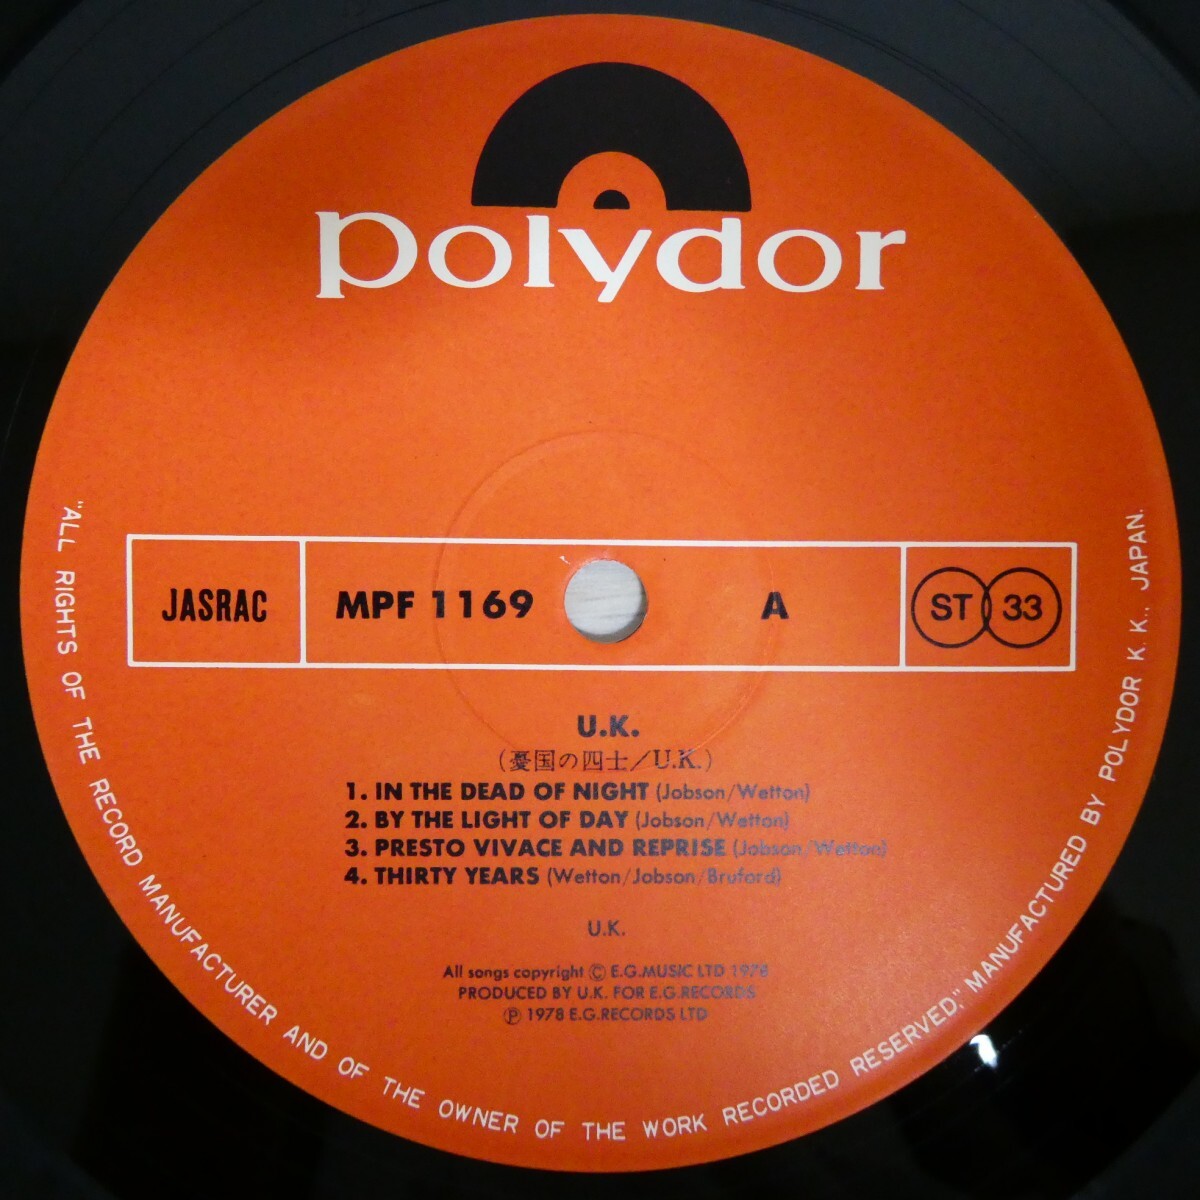 polydor
JASRAC
MPF 1169
A
ST 33
U.K.
(憂国の四士/U.K.)
1. IN THE DEAD OF NIGHT (Jobson/Wetton)
2. BY THE LIGHT OF DAY (Jobson/Wetton)
3. PRESTO VIVACE AND REPRISE (Jobson/Wetton)
4. THIRTY YEARS (Wetton/Jobson/Bruford)
U.K.
All songs copyright Ⓒ E.G.MUSIC LTD 1978
PRODUCED BY U.K. FOR E.G.RECORDS
Ⓟ 1978 E.G.RECORDS LTD
"ALL RIGHTS OF THE RECORD MANUFACTURER AND OF THE OWNER OF THE WORK RECORDED RESERVED," MANUFACTURED BY POLYDOR K.K., JAPAN.